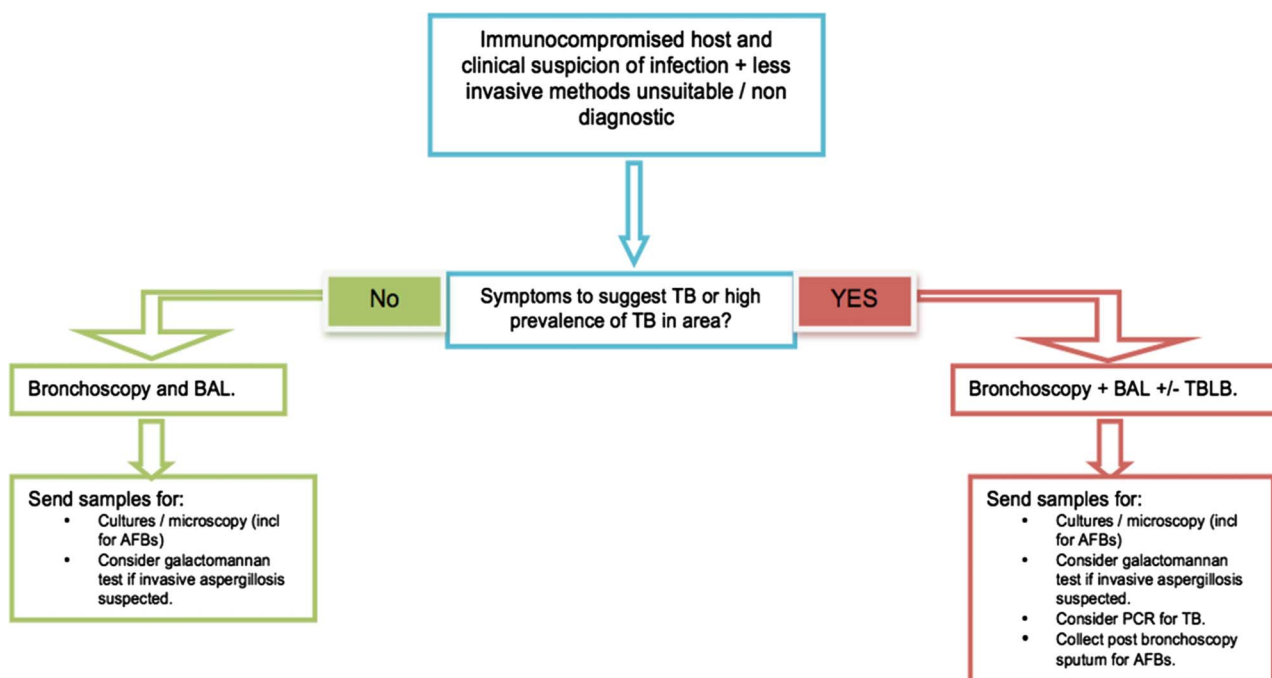 Immunocompromised host and
clinical suspicion of infection + less
invasive methods unsuitable / non
diagnostic
No
Symptoms to suggest TB or high
prevalence of TB in area?
YES
Bronchoscopy and BAL.
Bronchoscopy + BAL +/- TBLB.
Send samples for:
• Cultures / microscopy (incl
for AFBs)
• Consider galactomannan
test if invasive aspergillosis
suspected.
Send samples for:
• Cultures / microscopy (incl
for AFBs)
• Consider galactomannan
test if invasive aspergillosis
suspected.
• Consider PCR for TB.
• Collect post bronchoscopy
sputum for AFBs.